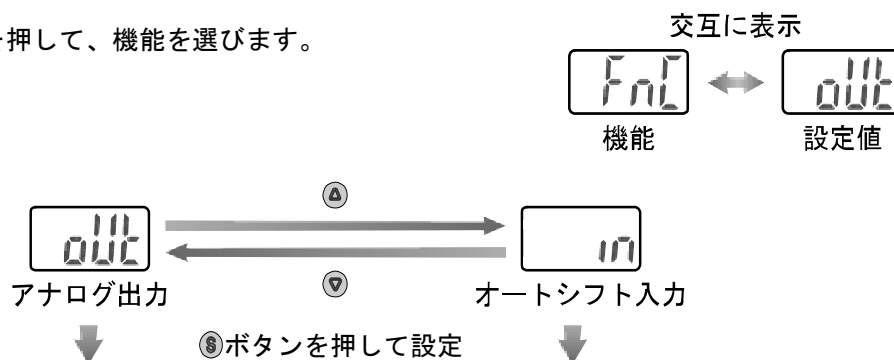 交互に表示
を押して、機能を選びます。
FnC
oUt
機能
設定値
oUt
in
アナログ出力
オートシフト入力
Sボタンを押して設定